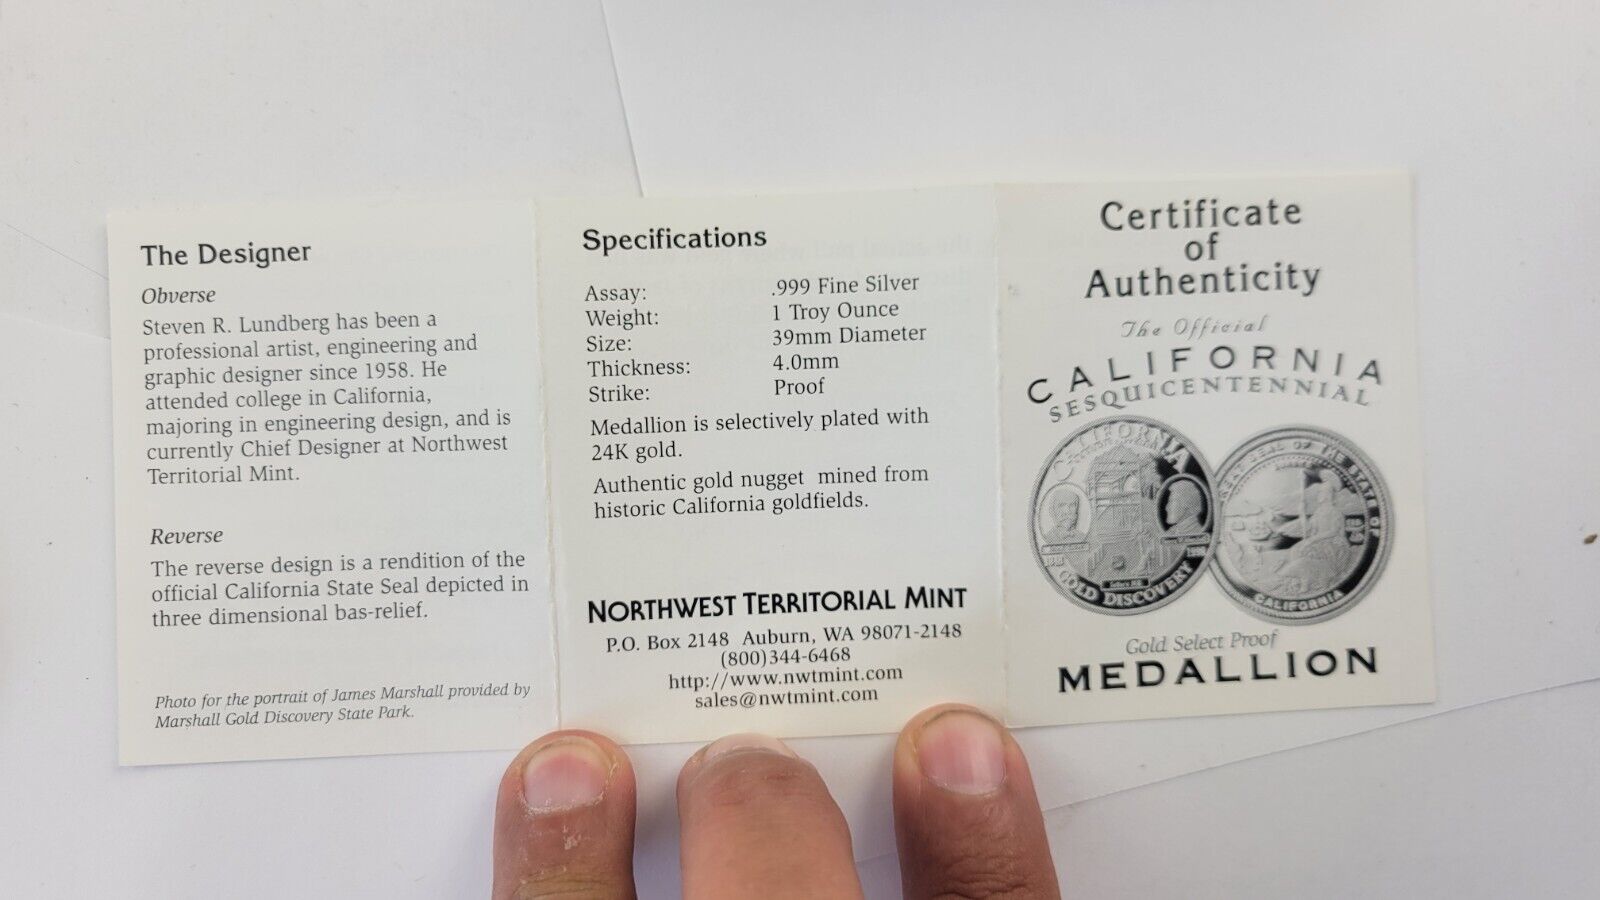 The Designer
Obverse
Steven R. Lundberg has been a
professional artist, engineering and
graphic designer since 1958. He
attended college in California,
majoring in engineering design, and is
currently Chief Designer at Northwest
Territorial Mint.
Reverse
The reverse design is a rendition of the
official California State Seal depicted in
three dimensional bas-relief.
Photo for the portrait of James Marshall provided by
Marshall Gold Discovery State Park.
Specifications
Assay: .999 Fine Silver
Weight: 1 Troy Ounce
Size: 39mm Diameter
Thickness: 4.0mm
Strike: Proof
Medallion is selectively plated with
24K gold.
Authentic gold nugget mined from
historic California goldfields.
NORTHWEST TERRITORIAL MINT
P.O. Box 2148 Auburn, WA 98071-2148
(800)344-6468
http://www.nwtmint.com
sales@nwtmint.com
Certificate
of
Authenticity
The Official
CALIFORNIA
SESQUICENTENNIAL
CALIFORNIA
GOLD DISCOVERY
GREAT SEAL OF THE STATE OF
CALIFORNIA
Gold Select Proof
MEDALLION